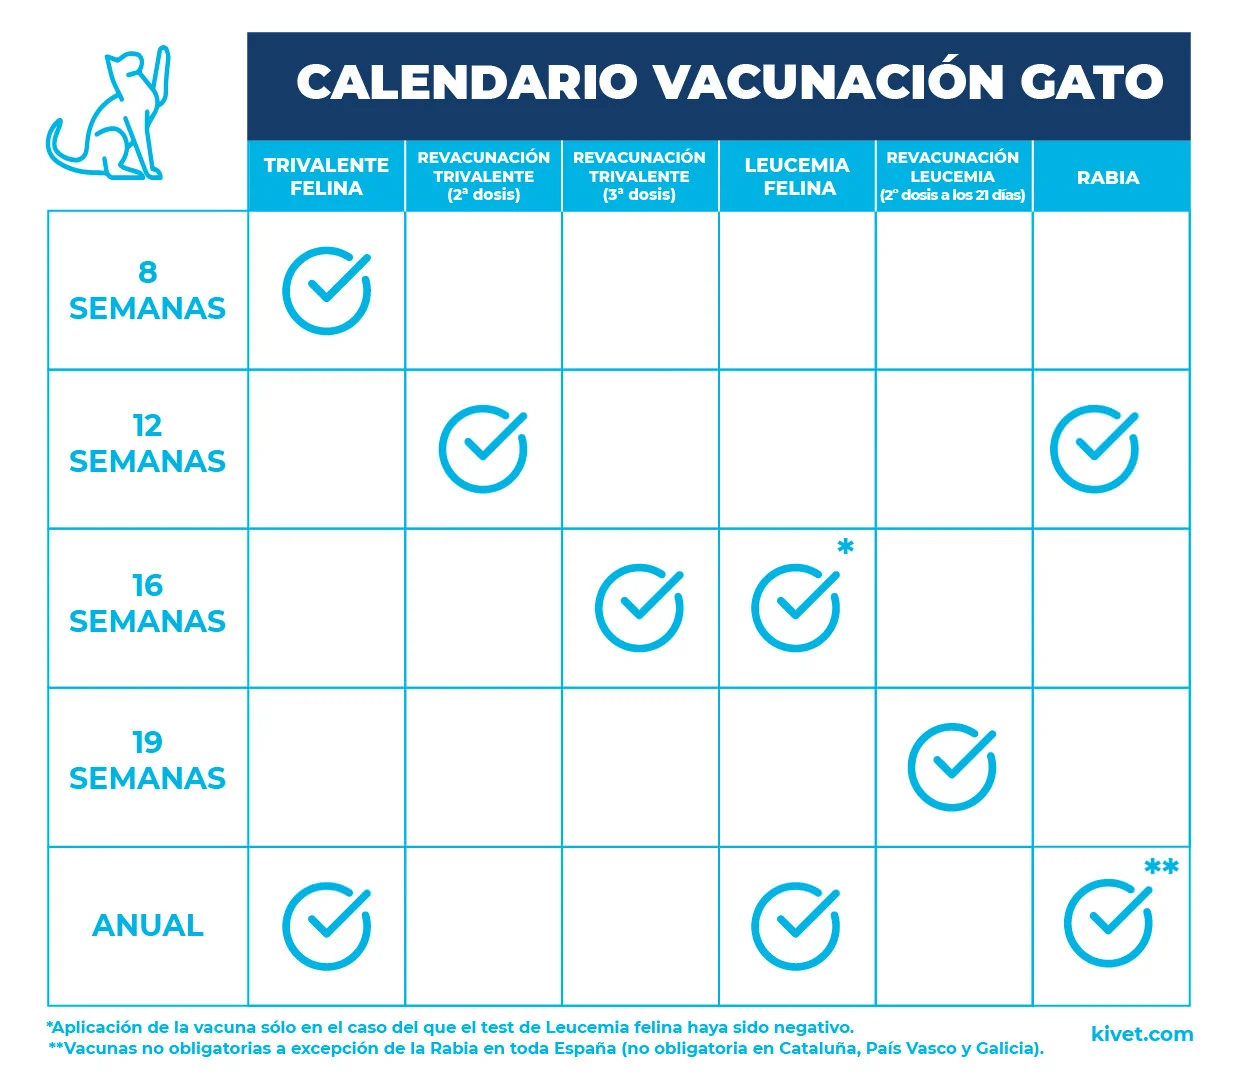 CALENDARIO VACUNACIÓN GATO
TRIVALENTE
FELINA
REVACUNACIÓN
TRIVALENTE
(2ª dosis)
REVACUNACIÓN
TRIVALENTE
(3ª dosis)
LEUCEMIA
FELINA
REVACUNACIÓN
LEUCEMIA
(2º dosis a los 21 días)
RABIA
8
SEMANAS
12
SEMANAS
16
SEMANAS
*
19
SEMANAS
ANUAL
**
*Aplicación de la vacuna sólo en el caso del que el test de Leucemia felina haya sido negativo.
**Vacunas no obligatorias a excepción de la Rabia en toda España (no obligatoria en Cataluña, País Vasco y Galicia).
kivet.com